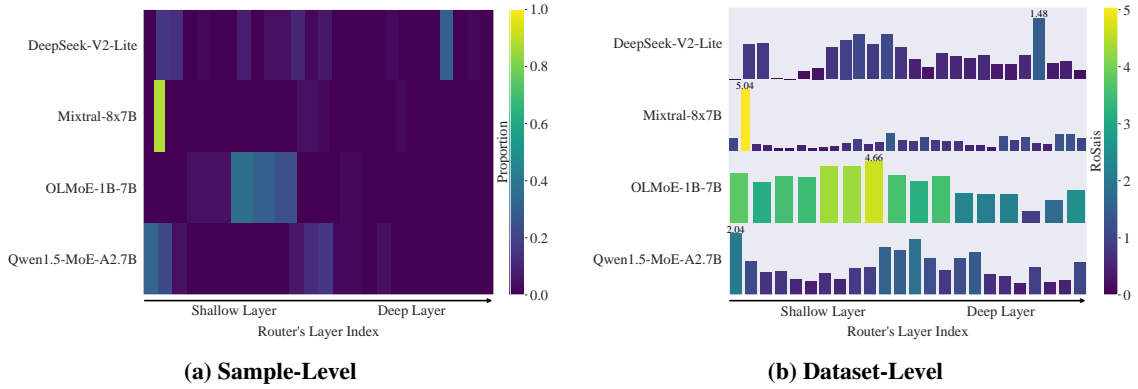 DeepSeek-V2-Lite
Mixtral-8x7B
OLMoE-1B-7B
Qwen1.5-MoE-A2.7B
Shallow Layer Deep Layer
Router's Layer Index
1.0
0.8
0.6
0.4
0.2
0.0
Proportion
(a) Sample-Level
DeepSeek-V2-Lite
1.48
Mixtral-8x7B
5.04
OLMoE-1B-7B
4.66
Qwen1.5-MoE-A2.7B
2.04
Shallow Layer Deep Layer
Router's Layer Index
5
4
3
2
1
0
RoSais
(b) Dataset-Level